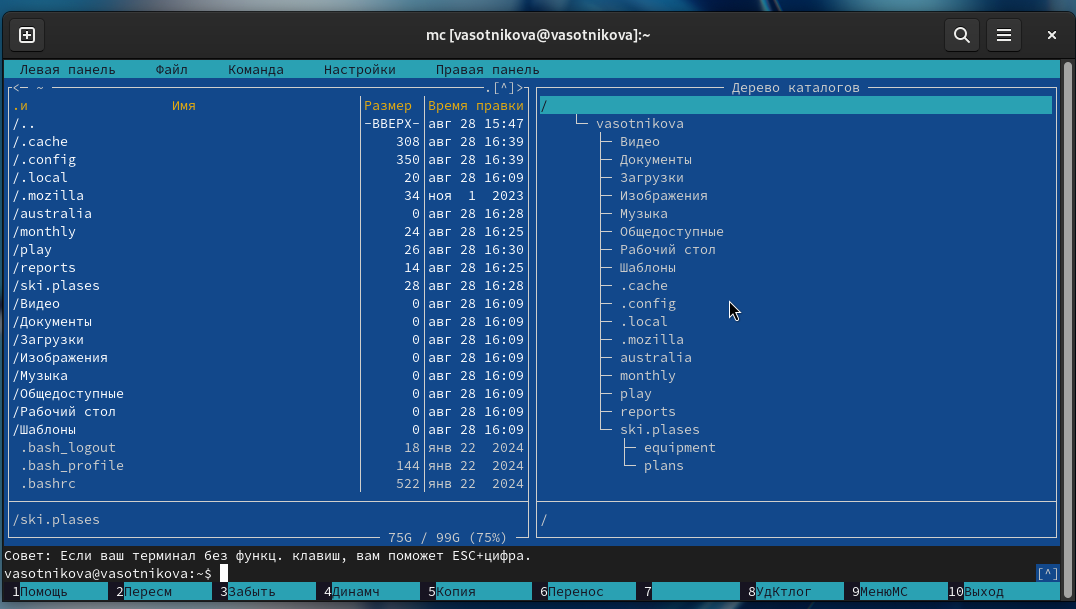 mc [vasotnikova@vasotnikova]:~
Левая панель Файл Команда Настройки Правая панель
<— ~ .[^]>
.и Имя Размер Время правки
/.. -ВВЕРХ- авг 28 15:47
/.cache 308 авг 28 16:39
/.config 350 авг 28 16:39
/.local 20 авг 28 16:09
/.mozilla 34 ноя 1 2023
/australia 0 авг 28 16:28
/monthly 24 авг 28 16:25
/play 26 авг 28 16:30
/reports 14 авг 28 16:25
/ski.plases 28 авг 28 16:28
/Видео 0 авг 28 16:09
/Документы 0 авг 28 16:09
/Загрузки 0 авг 28 16:09
/Изображения 0 авг 28 16:09
/Музыка 0 авг 28 16:09
/Общедоступные 0 авг 28 16:09
/Рабочий стол 0 авг 28 16:09
/Шаблоны 0 авг 28 16:09
.bash_logout 18 янв 22 2024
.bash_profile 144 янв 22 2024
.bashrc 522 янв 22 2024
/ski.plases
75G / 99G (75%)
Дерево каталогов
/
vasotnikova
Видео
Документы
Загрузки
Изображения
Музыка
Общедоступные
Рабочий стол
Шаблоны
.cache
.config
.local
.mozilla
australia
monthly
play
reports
ski.plases
equipment
plans
/
Совет: Если ваш терминал без функц. клавиш, вам поможет ESC+цифра.
vasotnikova@vasotnikova:~$ [^]
1Помощь 2Пересм 3Забыть 4Динамч 5Копия 6Перенос 7 8УдКтлог 9МенюМС 10Выход